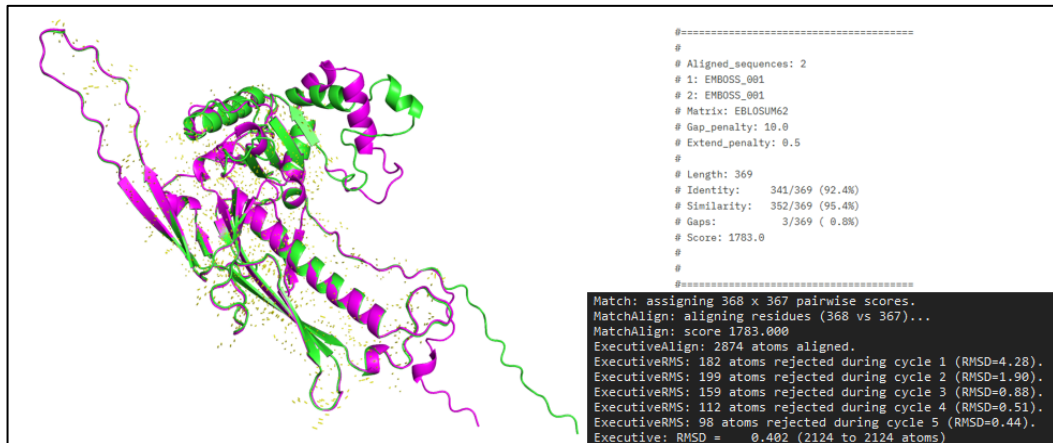 #=======================================
#
# Aligned_sequences: 2
# 1: EMBOSS_001
# 2: EMBOSS_001
# Matrix: EBLOSUM62
# Gap_penalty: 10.0
# Extend_penalty: 0.5
#
# Length: 369
# Identity: 341/369 (92.4%)
# Similarity: 352/369 (95.4%)
# Gaps: 3/369 ( 0.8%)
# Score: 1783.0
#
#
#=======================================
Match: assigning 368 x 367 pairwise scores.
MatchAlign: aligning residues (368 vs 367)...
MatchAlign: score 1783.000
ExecutiveAlign: 2874 atoms aligned.
ExecutiveRMS: 182 atoms rejected during cycle 1 (RMSD=4.28).
ExecutiveRMS: 199 atoms rejected during cycle 2 (RMSD=1.90).
ExecutiveRMS: 159 atoms rejected during cycle 3 (RMSD=0.88).
ExecutiveRMS: 112 atoms rejected during cycle 4 (RMSD=0.51).
ExecutiveRMS: 98 atoms rejected during cycle 5 (RMSD=0.44).
Executive: RMSD = 0.402 (2124 to 2124 atoms)